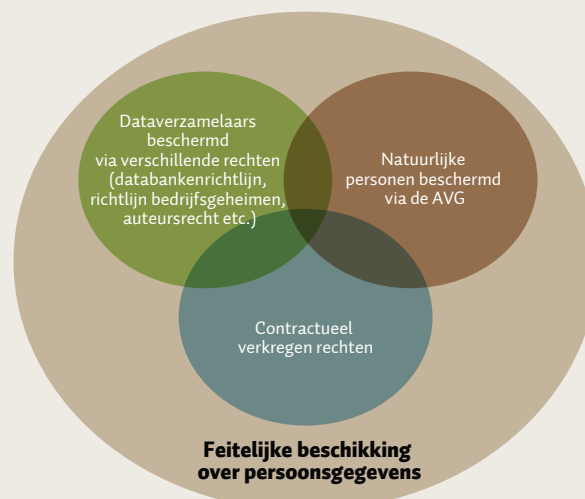 Dataverzamelaars
beschermd
via verschillende rechten
(databankenrichtlijn,
richtlijn bedrijfsgeheimen,
auteursrecht etc.)
Natuurlijke
personen beschermd
via de AVG
Contractueel
verkregen rechten
Feitelijke beschikking
over persoonsgegevens